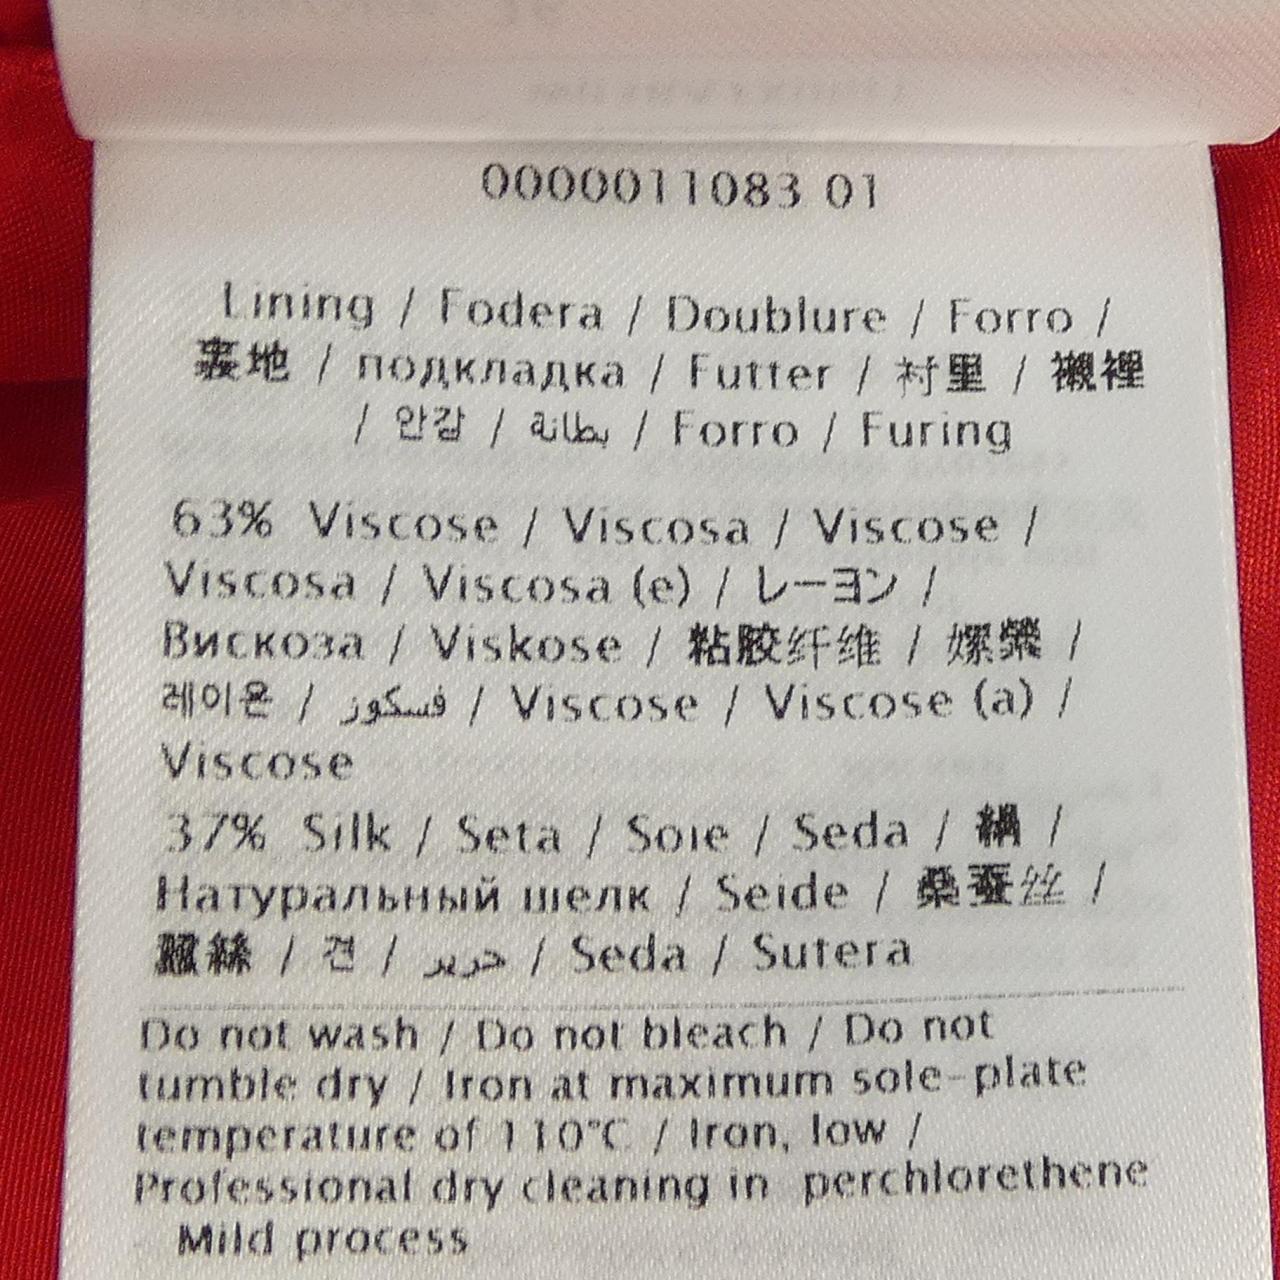 0000011083 01
Lining / Fodera / Doublure / Forro /
裏地 / подкладка / Futter / 衬里 / 襯裡
/ 안감 / بطانة / Forro / Furing
63% Viscose / Viscosa / Viscose /
Viscosa / Viscosa (e) / レーヨン /
Вискоза / Viskose / 粘胶纤维 / 嫘縈 /
레이온 / فسكوز / Viscose / Viscose (a) /
Viscose
37% Silk / Seta / Soie / Seda / 絹 /
Натуральный шелк / Seide / 桑蚕丝 /
蠶絲 / 견 / حرير / Seda / Sutera
Do not wash / Do not bleach / Do not
tumble dry / Iron at maximum sole-plate
temperature of 110°C / Iron, low /
Professional dry cleaning in perchlorethene
Mild process